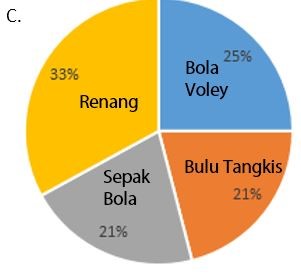 C.
33%
Renang
25%
Bola
Voley
Bulu Tangkis
21%
Sepak
Bola
21%